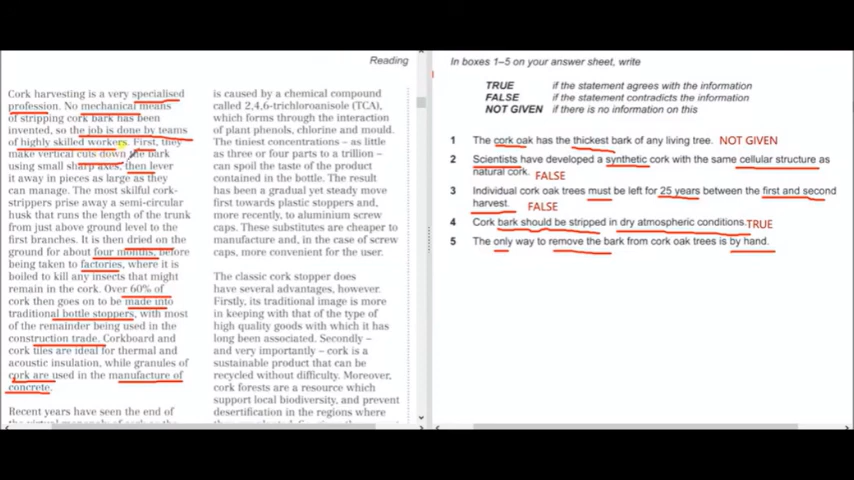 Reading
Cork harvesting is a very specialised
profession. No mechanical means
of stripping cork bark has been
invented, so the job is done by teams
of highly skilled workers. First, they
make vertical cuts down the bark
using small sharp axes, then lever
it away in pieces as large as they
can manage. The most skilful cork-
strippers prise away a semi-circular
husk that runs the length of the trunk
from just above ground level to the
first branches. It is then dried on the
ground for about four months, before
being taken to factories, where it is
boiled to kill any insects that might
remain in the cork. Over 60% of
cork then goes on to be made into
traditional bottle stoppers, with most
of the remainder being used in the
construction trade. Corkboard and
cork tiles are ideal for thermal and
acoustic insulation, while granules of
cork are used in the manufacture of
concrete.
Recent years have seen the end of
is caused by a chemical compound
called 2,4,6-trichloroanisole (TCA),
which forms through the interaction
of plant phenols, chlorine and mould.
The tiniest concentrations – as little
as three or four parts to a trillion –
can spoil the taste of the product
contained in the bottle. The result
has been a gradual yet steady move
first towards plastic stoppers and,
more recently, to aluminium screw
caps. These substitutes are cheaper to
manufacture and, in the case of screw
caps, more convenient for the user.
The classic cork stopper does
have several advantages, however.
Firstly, its traditional image is more
in keeping with that of the type of
high quality goods with which it has
long been associated. Secondly –
and very importantly – cork is a
sustainable product that can be
recycled without difficulty. Moreover,
cork forests are a resource which
support local biodiversity, and prevent
desertification in the regions where
In boxes 1–5 on your answer sheet, write
TRUE if the statement agrees with the information
FALSE if the statement contradicts the information
NOT GIVEN if there is no information on this
1 The cork oak has the thickest bark of any living tree. NOT GIVEN
2 Scientists have developed a synthetic cork with the same cellular structure as
natural cork. FALSE
3 Individual cork oak trees must be left for 25 years between the first and second
harvest. FALSE
4 Cork bark should be stripped in dry atmospheric conditions. TRUE
5 The only way to remove the bark from cork oak trees is by hand.